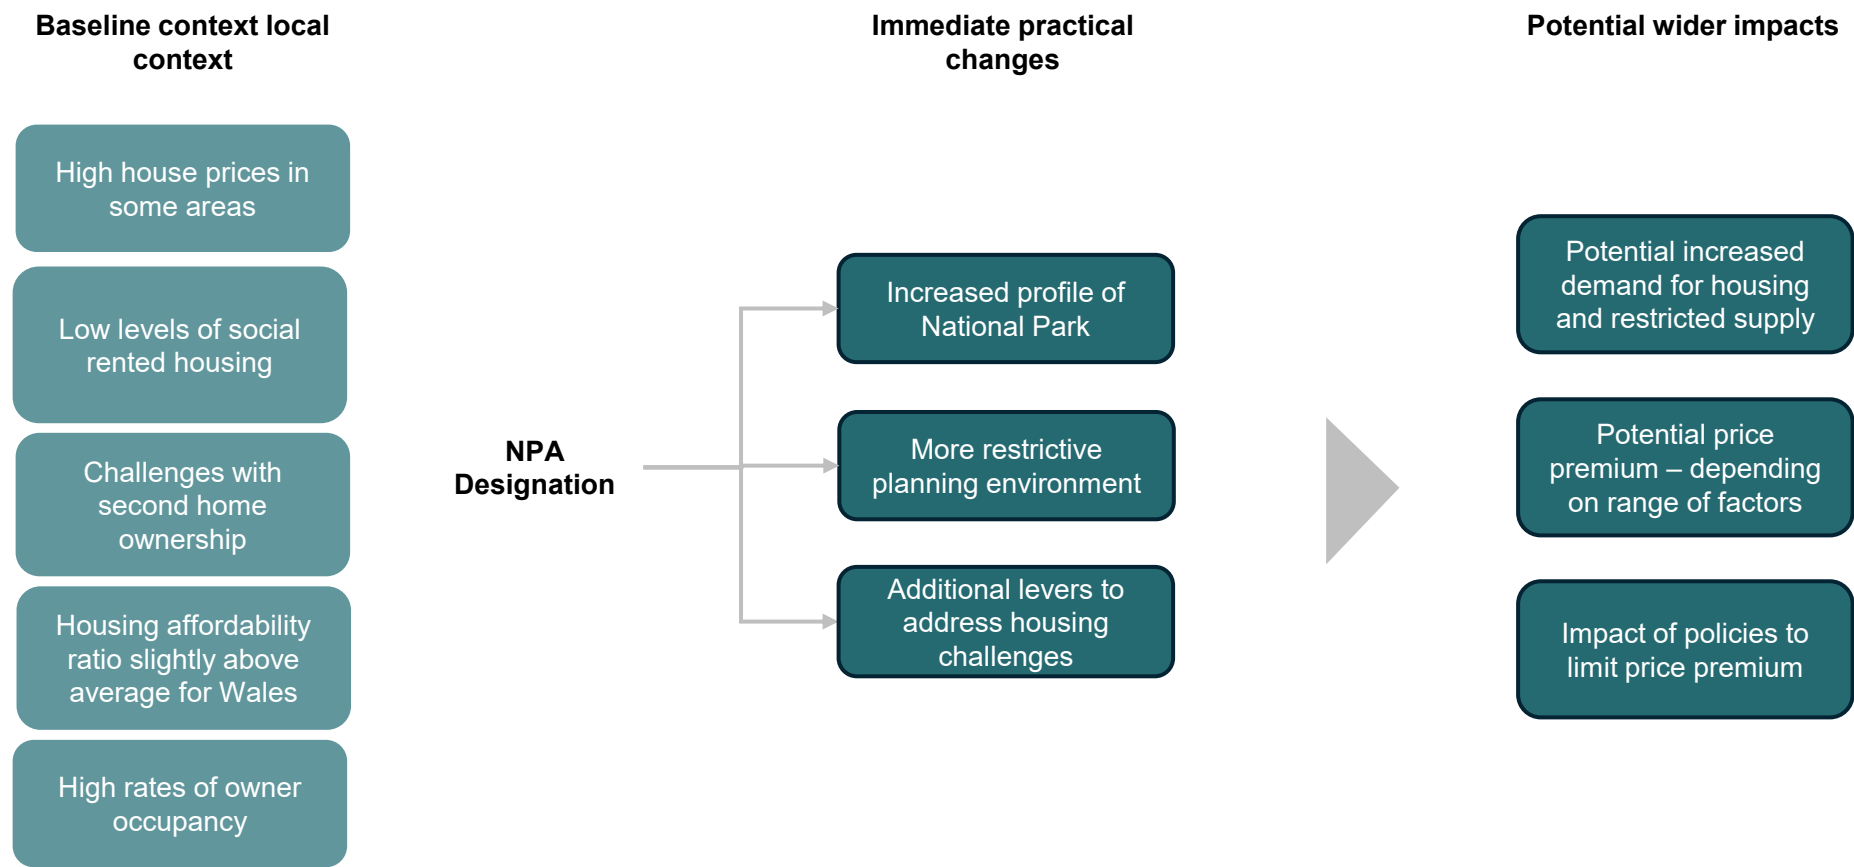 Baseline context local
context
High house prices in
some areas
Low levels of social
rented housing
Challenges with
second home
ownership
Housing affordability
ratio slightly above
average for Wales
High rates of owner
occupancy
NPA
Designation
Immediate practical
changes
Increased profile of
National Park
More restrictive
planning environment
Additional levers to
address housing
challenges
Potential wider impacts
Potential increased
demand for housing
and restricted supply
Potential price
premium – depending
on range of factors
Impact of policies to
limit price premium